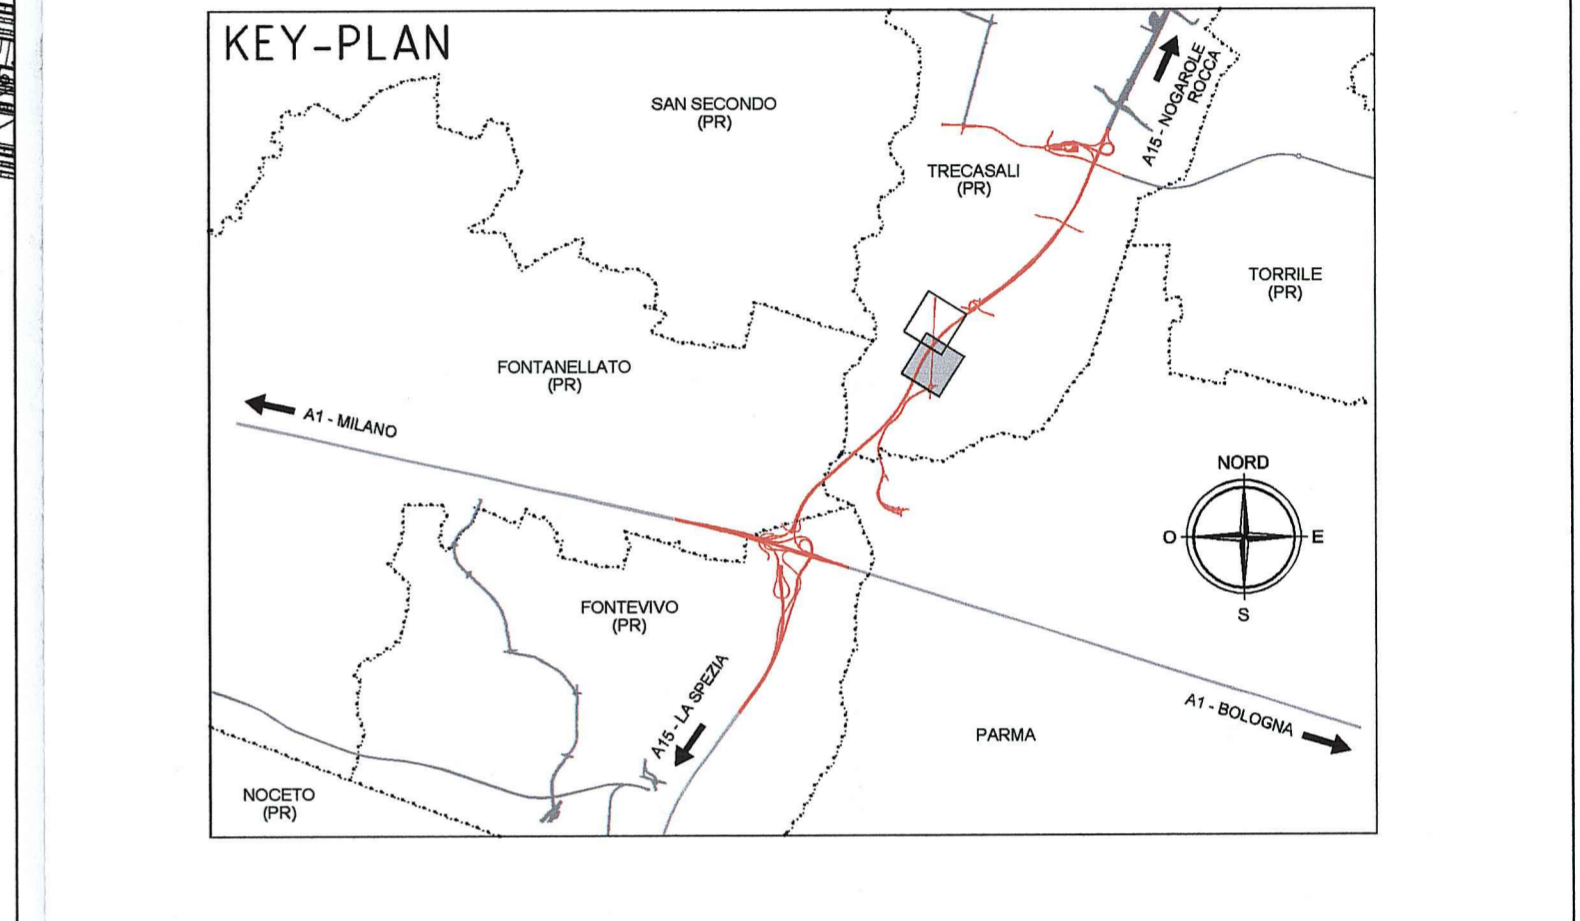 KEY-PLAN
SAN SECONDO
(PR)
A15 - NOGAROLE
ROCCA
TRECASALI
(PR)
TORRILE
(PR)
FONTANELLATO
(PR)
A1 - MILANO
NORD
O
E
S
FONTEVIVO
(PR)
A15 - LA SPEZIA
A1 - BOLOGNA
PARMA
NOCETO
(PR)